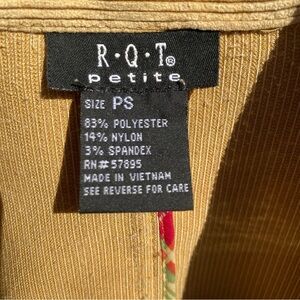 R·Q·T®
petite
SIZE PS
83% POLYESTER
14% NYLON
3% SPANDEX
RN#57895
MADE IN VIETNAM
SEE REVERSE FOR CARE